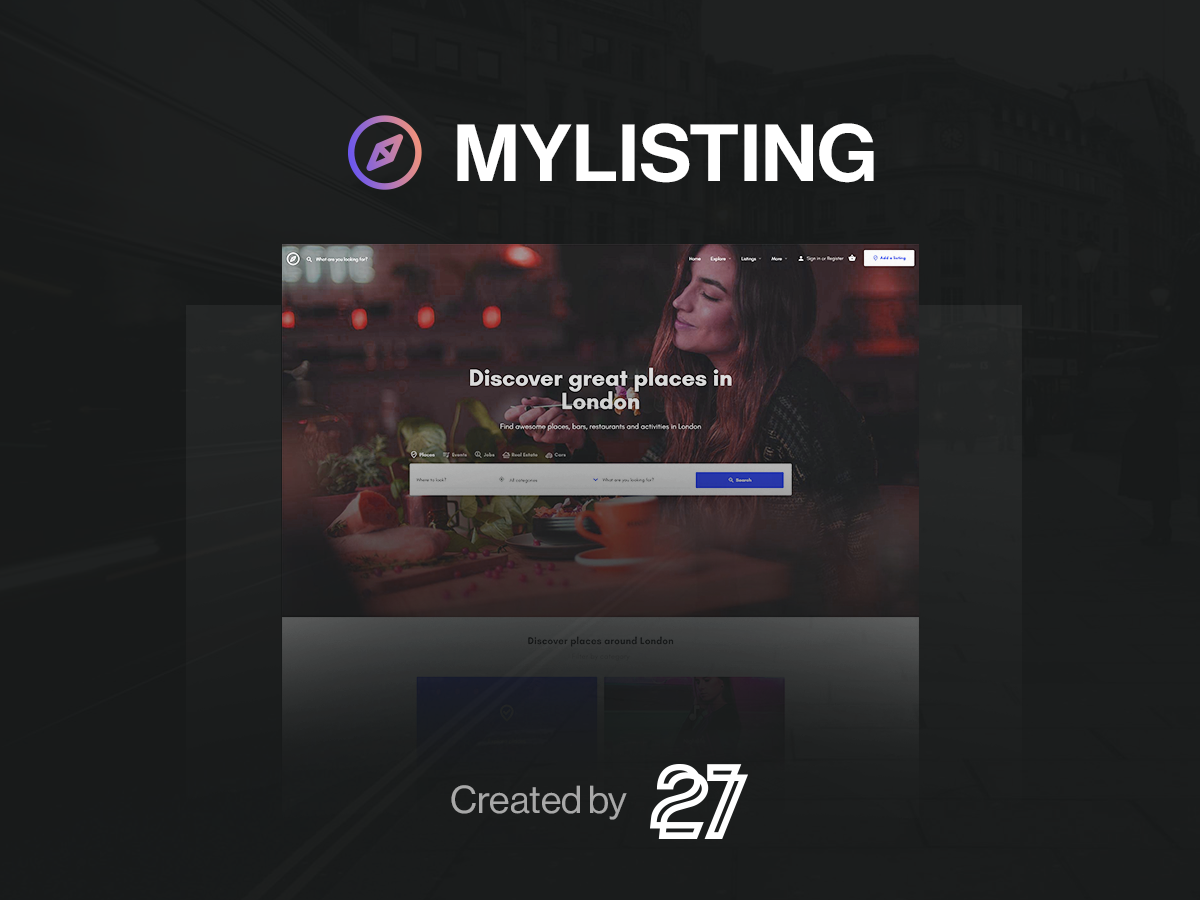 MYLISTING
What are you looking for?
Home Explore Listings More Sign in or Register Add a listing
Discover great places in
London
Find awesome places, bars, restaurants and activities in London
Places Events Jobs Real Estate Cars
Where to look? All categories What are you looking for? Search
Discover places around London
Created by 27